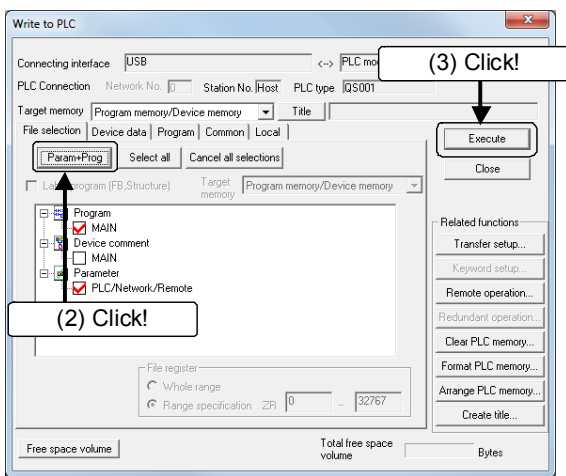 Write to PLC
Connecting interface USB <--> PLC mo
(3) Click!
PLC Connection Network No. 0 Station No. Host PLC type QS001
Target memory Program memory/Device memory Title
File selection Device data Program Common Local
Execute
Param+Prog Select all Cancel all selections
Close
program (FB,Structure) Target memory Program memory/Device memory
Program
MAIN
Device comment
MAIN
Parameter
PLC/Network/Remote
(2) Click!
Related functions
Transfer setup...
Keyword setup...
Remote operation...
Redundant operation...
Clear PLC memory...
Format PLC memory...
Arrange PLC memory...
Create title...
File register
Whole range
Range specification ZR 0 .. 32767
Free space volume
Total free space volume Bytes